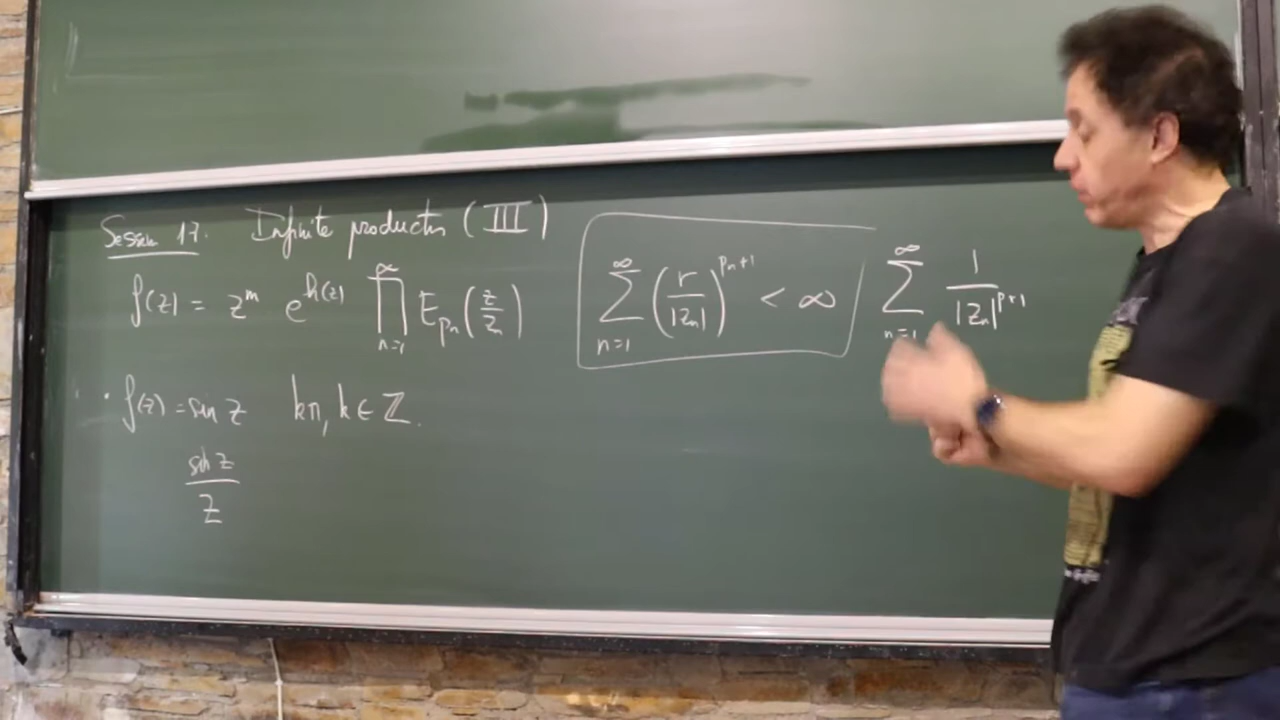 Session 17. Infinite products (III)
f(z) = z^m e^{h(z)} ∏_{n=1}^{∞} E_{p_n}(z/z_n)
∑_{n=1}^{∞} (r/|z_n|)^{p_n+1} < ∞
∑_{n=1}^{∞} 1/|z_n|^{p+1}
· f(z) = sin z kπ, k ∈ ℤ.
sin z / z